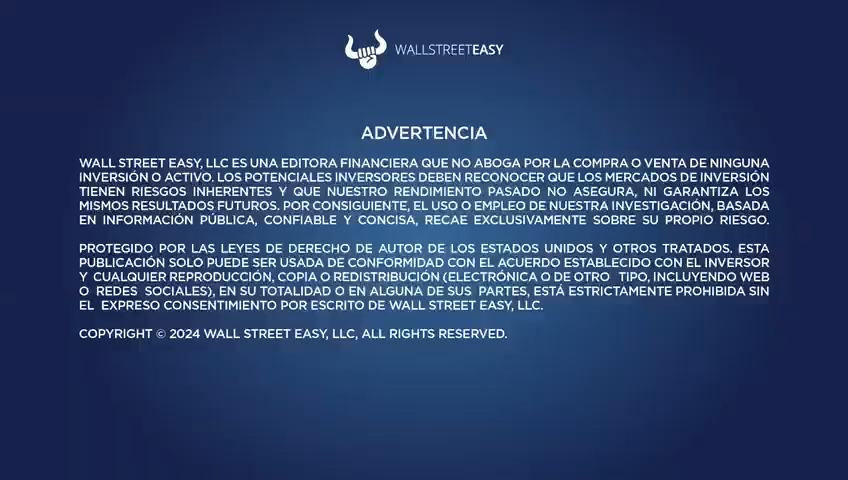 WALLSTREETEASY
ADVERTENCIA
WALL STREET EASY, LLC ES UNA EDITORA FINANCIERA QUE NO ABOGA POR LA COMPRA O VENTA DE NINGUNA
INVERSIÓN O ACTIVO. LOS POTENCIALES INVERSORES DEBEN RECONOCER QUE LOS MERCADOS DE INVERSIÓN
TIENEN RIESGOS INHERENTES Y QUE NUESTRO RENDIMIENTO PASADO NO ASEGURA, NI GARANTIZA LOS
MISMOS RESULTADOS FUTUROS. POR CONSIGUIENTE, EL USO O EMPLEO DE NUESTRA INVESTIGACIÓN, BASADA
EN INFORMACIÓN PÚBLICA, CONFIABLE Y CONCISA, RECAE EXCLUSIVAMENTE SOBRE SU PROPIO RIESGO.
PROTEGIDO POR LAS LEYES DE DERECHO DE AUTOR DE LOS ESTADOS UNIDOS Y OTROS TRATADOS. ESTA
PUBLICACIÓN SOLO PUEDE SER USADA DE CONFORMIDAD CON EL ACUERDO ESTABLECIDO CON EL INVERSOR
Y CUALQUIER REPRODUCCIÓN, COPIA O REDISTRIBUCIÓN (ELECTRÓNICA O DE OTRO TIPO, INCLUYENDO WEB
O REDES SOCIALES), EN SU TOTALIDAD O EN ALGUNA DE SUS PARTES, ESTÁ ESTRICTAMENTE PROHIBIDA SIN
EL EXPRESO CONSENTIMIENTO POR ESCRITO DE WALL STREET EASY, LLC.
COPYRIGHT © 2024 WALL STREET EASY, LLC, ALL RIGHTS RESERVED.